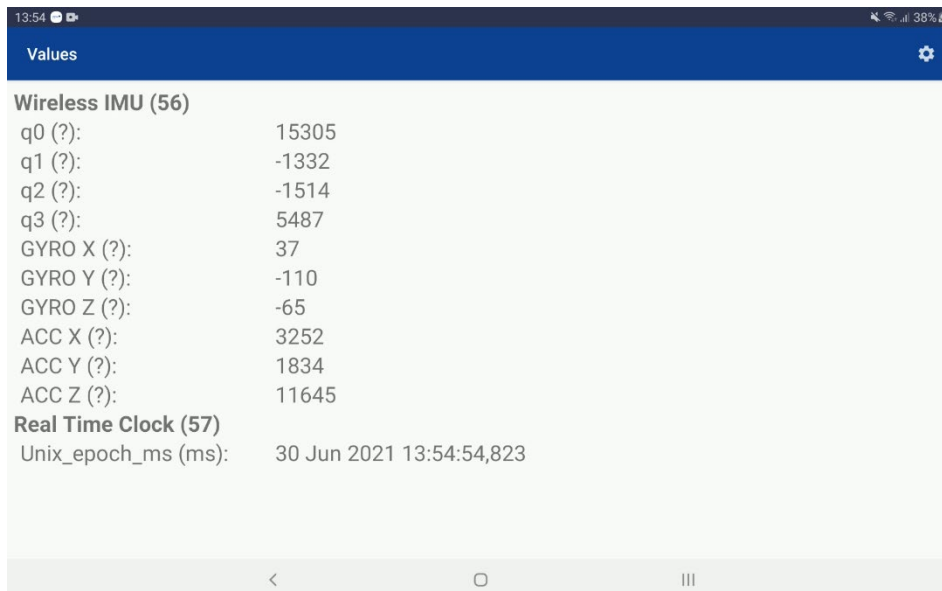 13:54 38%
Values
Wireless IMU (56)
q0 (?): 15305
q1 (?): -1332
q2 (?): -1514
q3 (?): 5487
GYRO X (?): 37
GYRO Y (?): -110
GYRO Z (?): -65
ACC X (?): 3252
ACC Y (?): 1834
ACC Z (?): 11645
Real Time Clock (57)
Unix_epoch_ms (ms): 30 Jun 2021 13:54:54,823